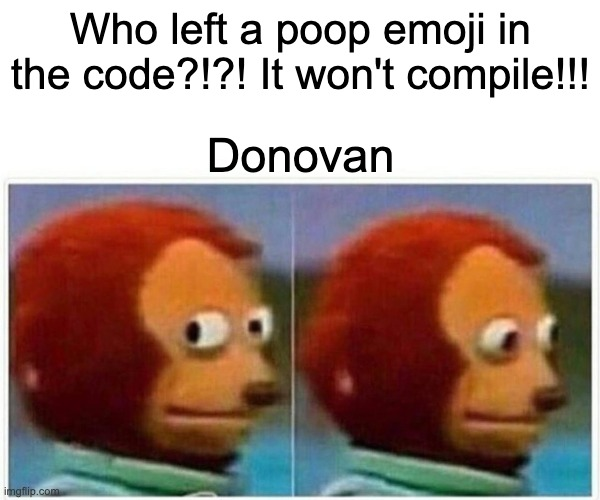 Who left a poop emoji in
the code?!?! It won't compile!!!
Donovan
imgflip.com